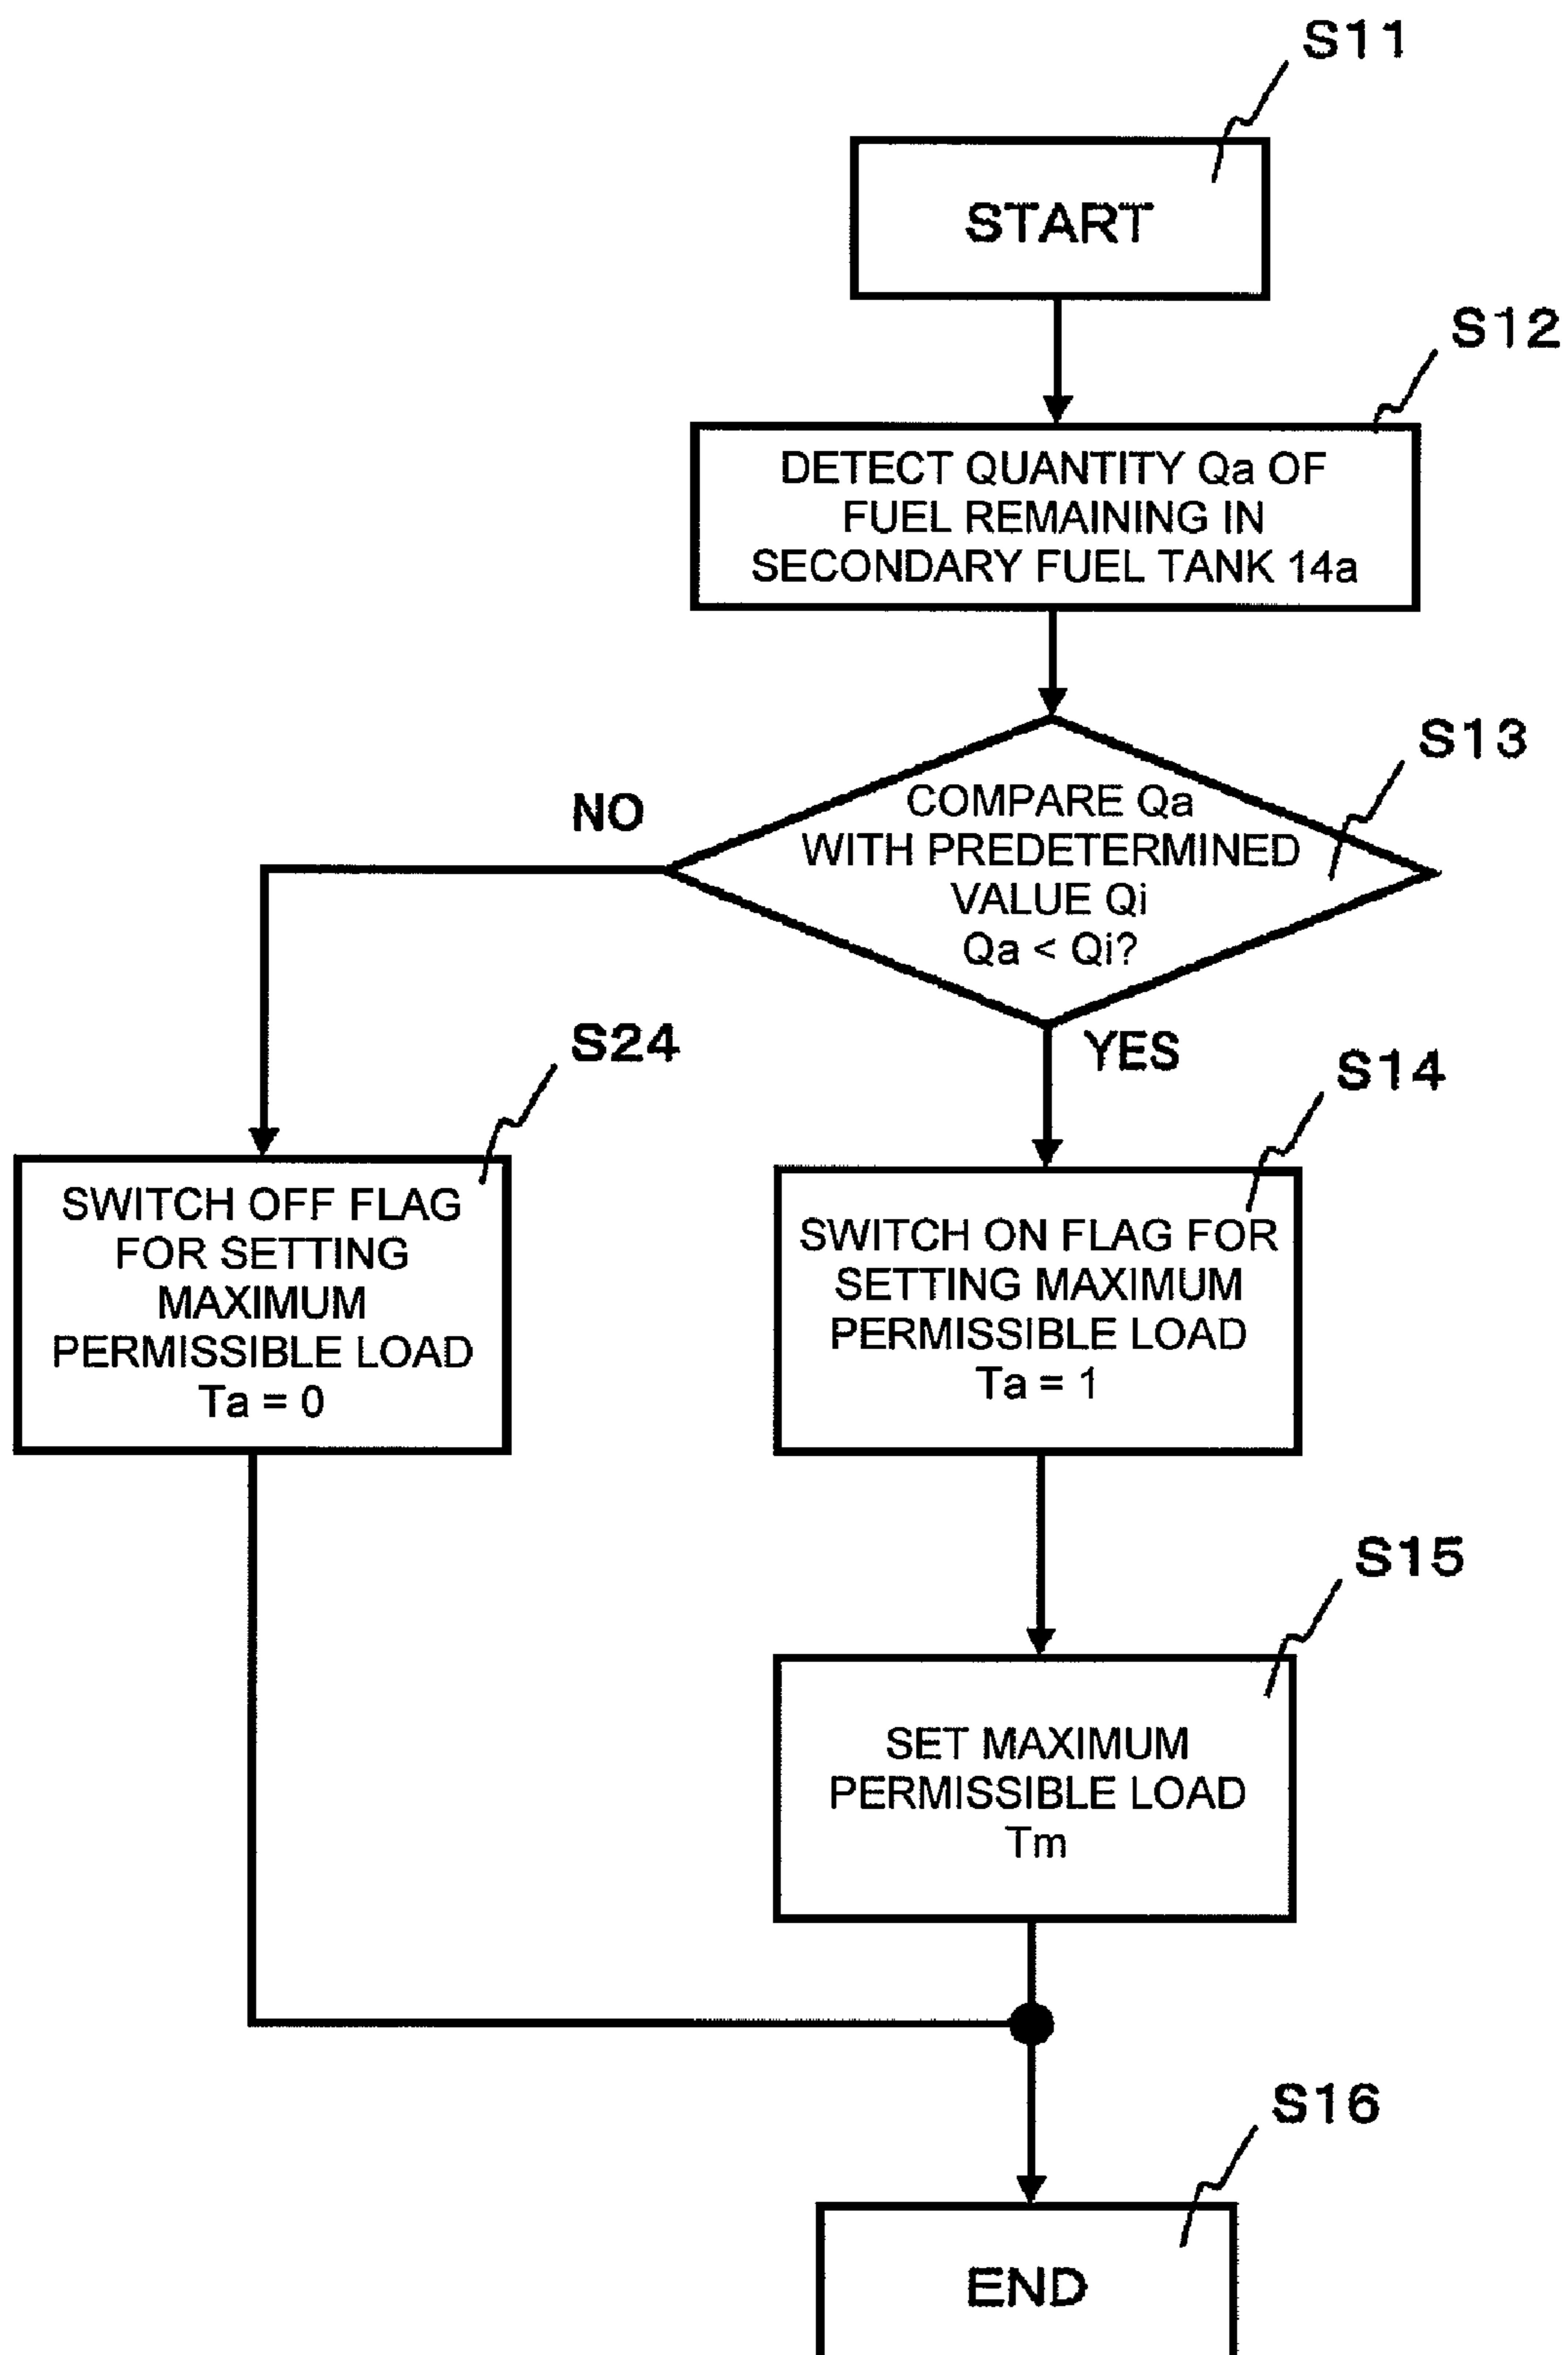 S11
START
S12
DETECT QUANTITY Qa OF
FUEL REMAINING IN
SECONDARY FUEL TANK 14a
S13
COMPARE Qa
WITH PREDETERMINED
VALUE Qi
Qa < Qi?
NO
YES
S24
SWITCH OFF FLAG
FOR SETTING
MAXIMUM
PERMISSIBLE LOAD
Ta = 0
S14
SWITCH ON FLAG FOR
SETTING MAXIMUM
PERMISSIBLE LOAD
Ta = 1
S15
SET MAXIMUM
PERMISSIBLE LOAD
Tm
S16
END